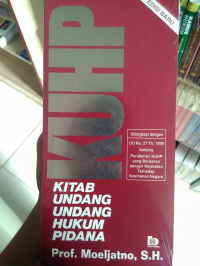 EDISI BARU
KUHP
Dilengkapi dengan
UU No. 27 Th. 1999
tentang
Perubahan KUHP
yang Berkaitan
dengan Kejahatan
Terhadap
Keamanan Negara
KITAB
UNDANG
UNDANG
HUKUM
PIDANA
Prof. Moeljatno, S.H.